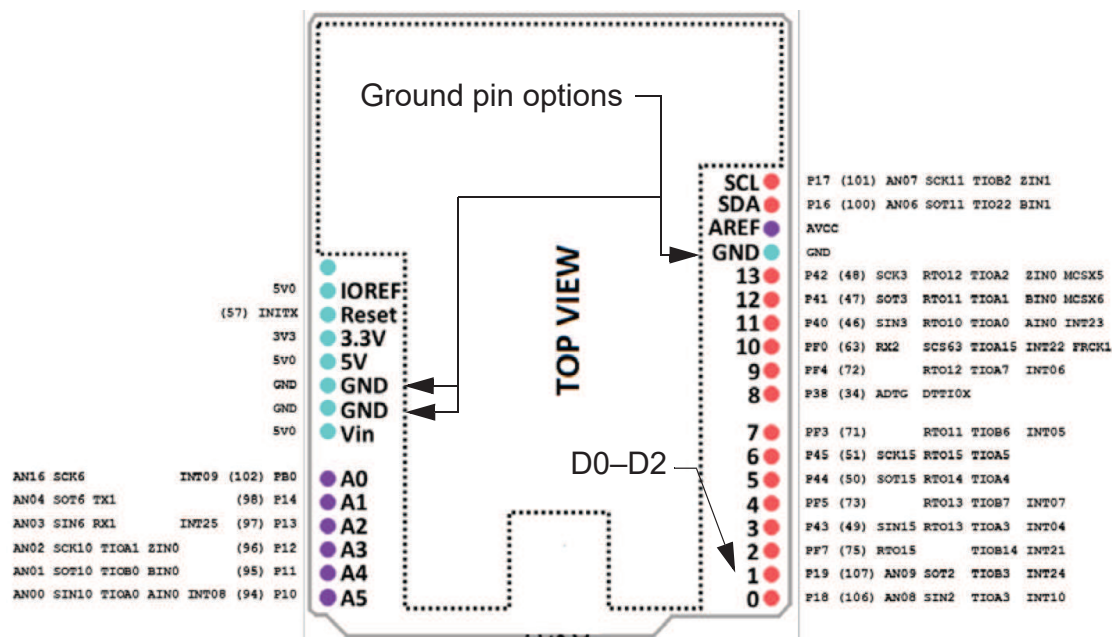 Ground pin options
SCL P17 (101) AN07 SCK11 TIOB2 ZIN1
SDA P16 (100) AN06 SOT11 TIO22 BIN1
AREF AVCC
GND GND
13 P42 (48) SCK3 RTO12 TIOA2 ZIN0 MCSX5
12 P41 (47) SOT3 RTO11 TIOA1 BIN0 MCSX6
11 P40 (46) SIN3 RTO10 TIOA0 AIN0 INT23
10 PF0 (63) RX2 SCS63 TIOA15 INT22 FRCK1
9 PF4 (72) RTO12 TIOA7 INT06
8 P38 (34) ADTG DTTI0X
7 PF3 (71) RTO11 TIOB6 INT05
6 P45 (51) SCK15 RTO15 TIOA5
5 P44 (50) SOT15 RTO14 TIOA4
4 PF5 (73) RTO13 TIOB7 INT07
3 P43 (49) SIN15 RTO13 TIOA3 INT04
2 PF7 (75) RTO15 TIOB14 INT21
1 P19 (107) AN09 SOT2 TIOB3 INT24
0 P18 (106) AN08 SIN2 TIOA3 INT10
TOP VIEW
D0–D2
5V0 IOREF
(57) INITX Reset
3V3 3.3V
5V0 5V
GND GND
GND GND
5V0 Vin
AN16 SCK6 INT09 (102) PB0 A0
AN04 SOT6 TX1 (98) P14 A1
AN03 SIN6 RX1 INT25 (97) P13 A2
AN02 SCK10 TIOA1 ZIN0 (96) P12 A3
AN01 SOT10 TIOB0 BIN0 (95) P11 A4
AN00 SIN10 TIOA0 AIN0 INT08 (94) P10 A5